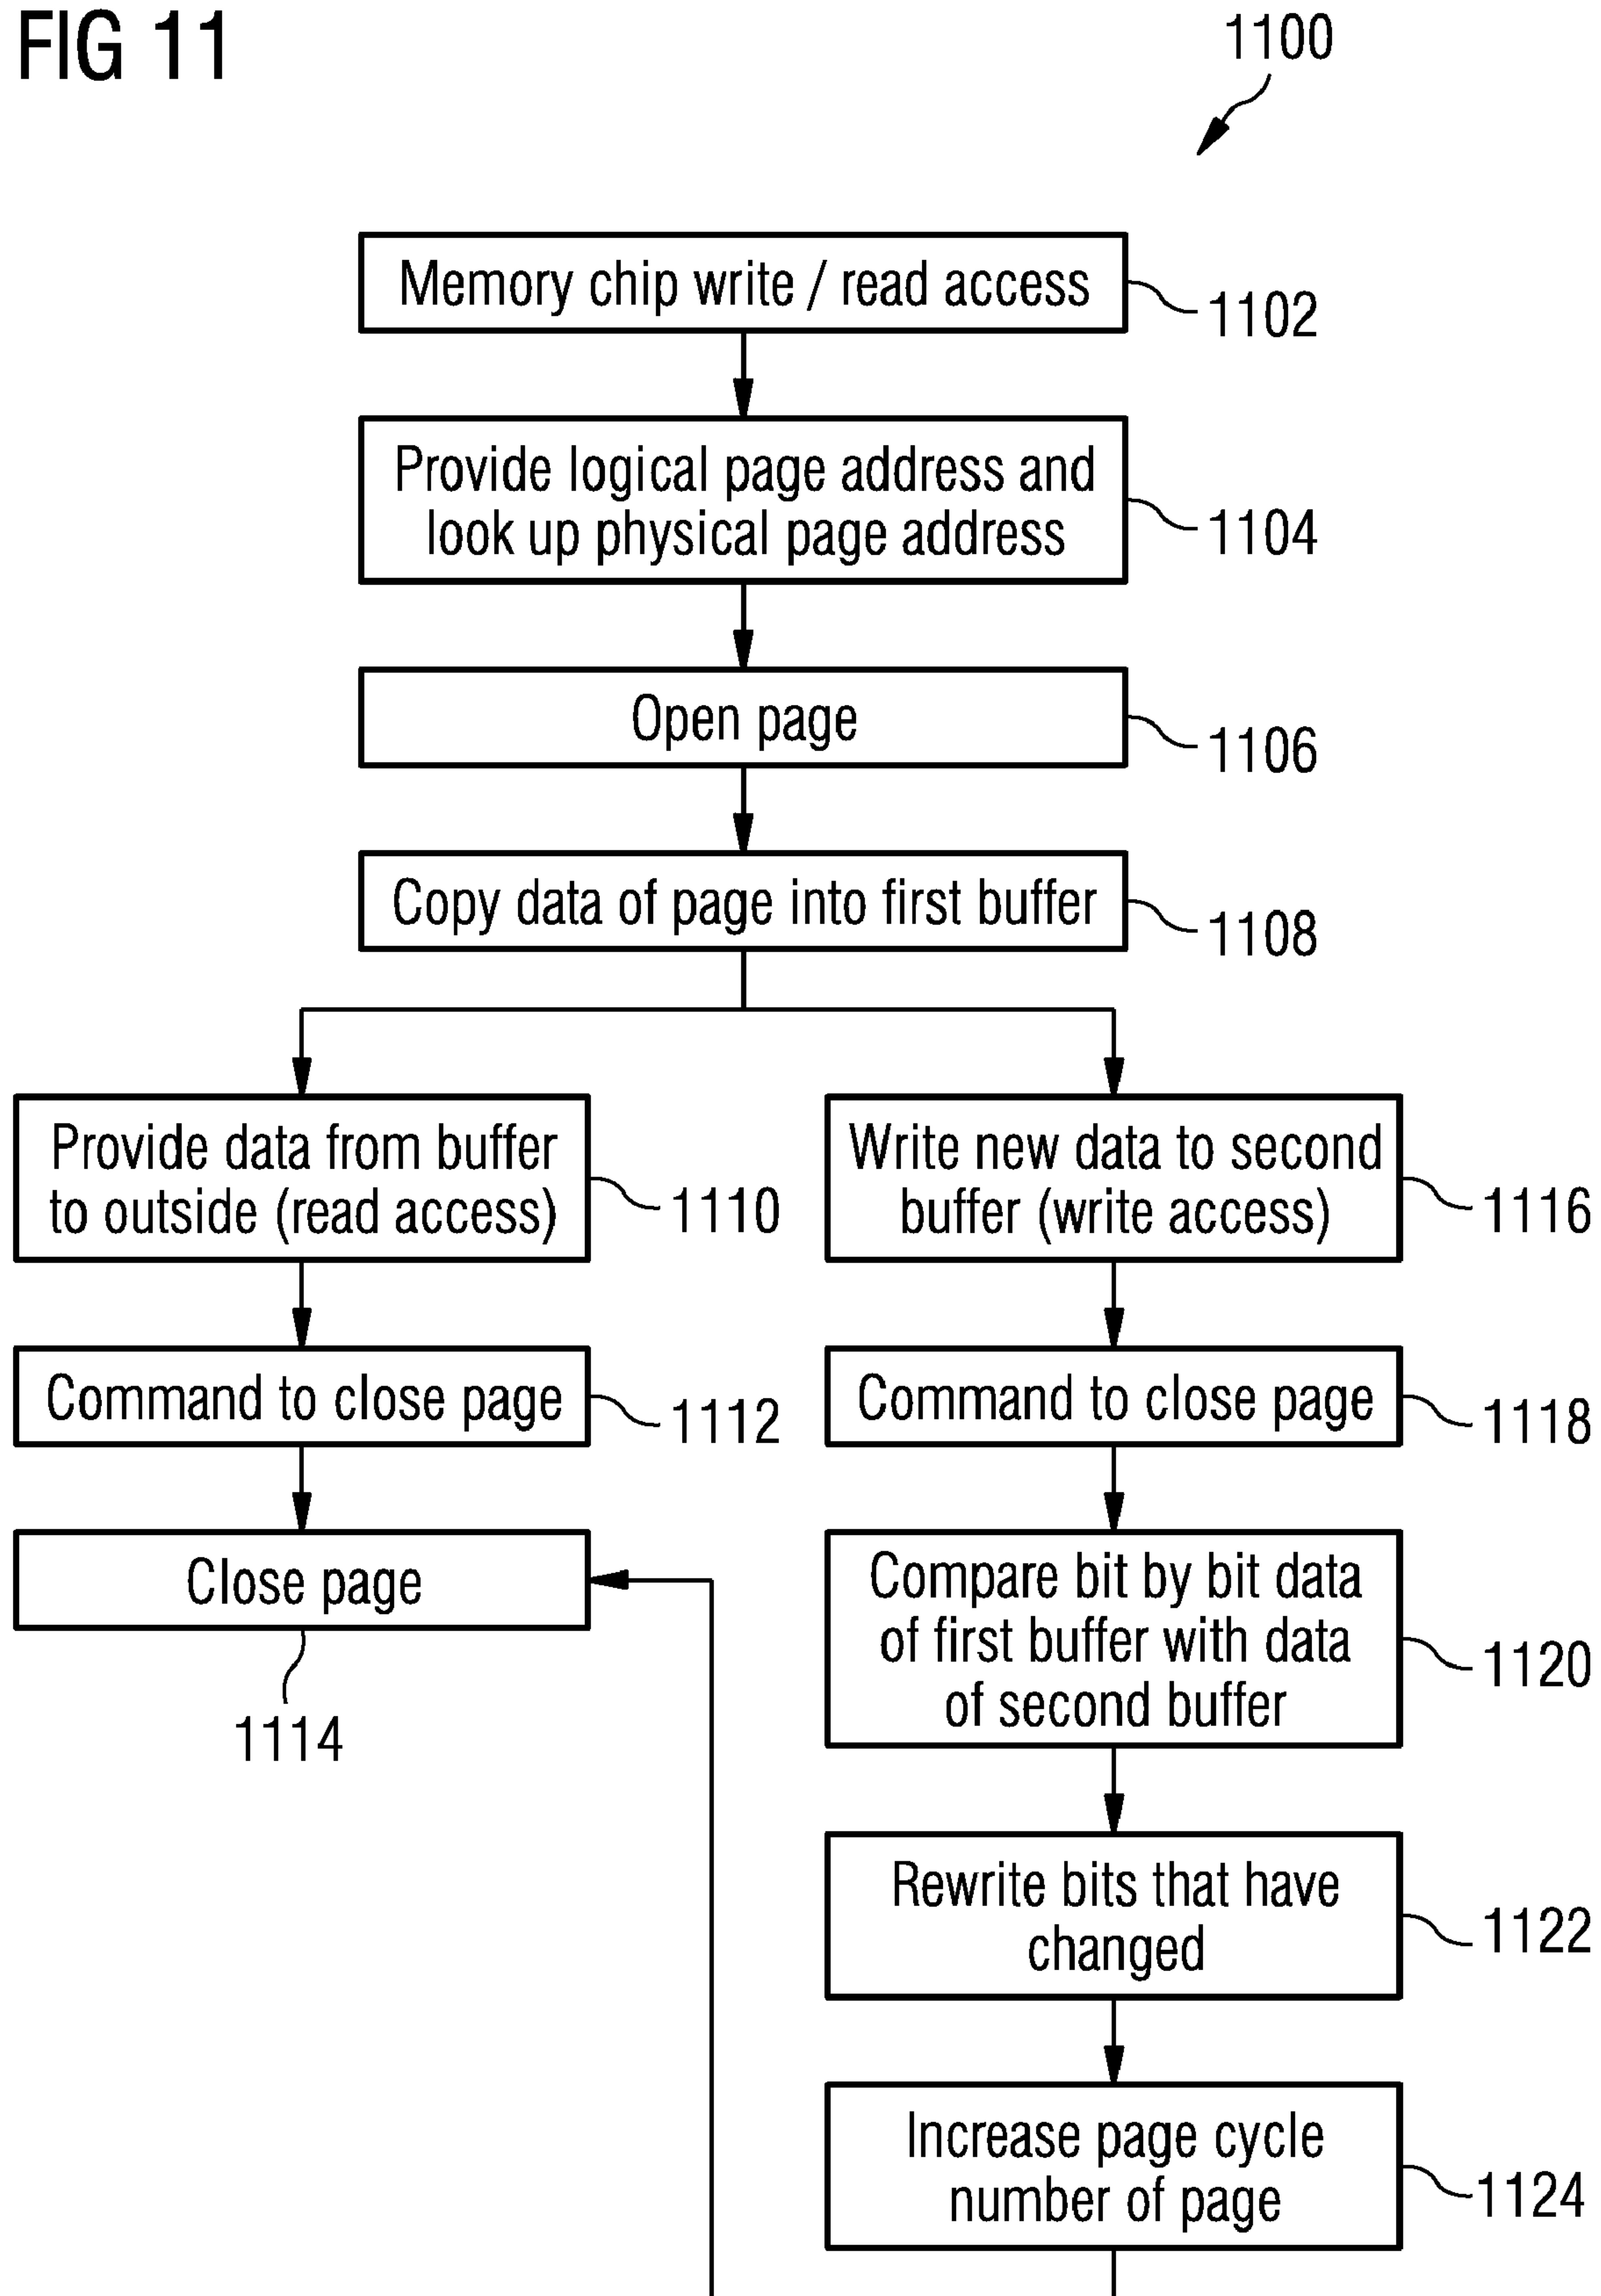 FIG 11
1100
Memory chip write / read access
1102
Provide logical page address and
look up physical page address
1104
Open page
1106
Copy data of page into first buffer
1108
Provide data from buffer
to outside (read access)
1110
Command to close page
1112
Close page
1114
Write new data to second
buffer (write access)
1116
Command to close page
1118
Compare bit by bit data
of first buffer with data
of second buffer
1120
Rewrite bits that have
changed
1122
Increase page cycle
number of page
1124